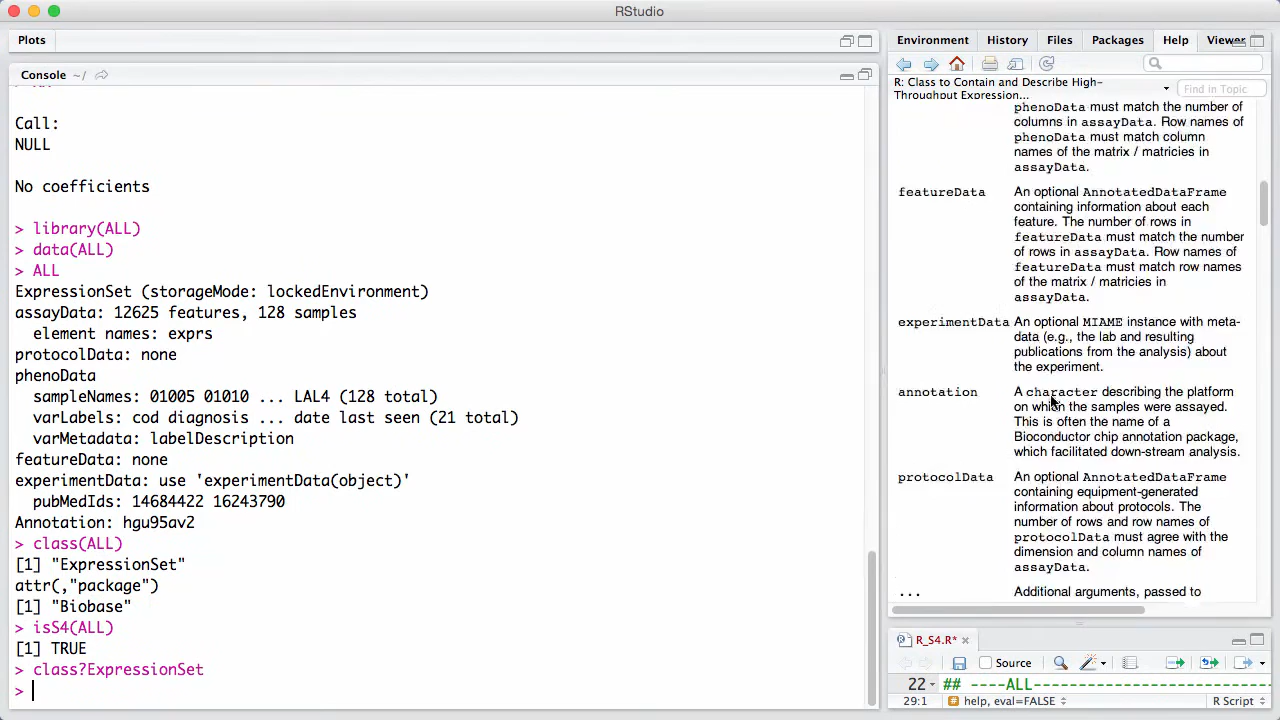 RStudio
Plots
Console ~/
Call:
NULL
No coefficients
> library(ALL)
> data(ALL)
> ALL
ExpressionSet (storageMode: lockedEnvironment)
assayData: 12625 features, 128 samples
element names: exprs
protocolData: none
phenoData
sampleNames: 01005 01010 ... LAL4 (128 total)
varLabels: cod diagnosis ... date last seen (21 total)
varMetadata: labelDescription
featureData: none
experimentData: use 'experimentData(object)'
pubMedIds: 14684422 16243790
Annotation: hgu95av2
> class(ALL)
[1] "ExpressionSet"
attr(,"package")
[1] "Biobase"
> isS4(ALL)
[1] TRUE
> class?ExpressionSet
>
Environment History Files Packages Help Viewer
R: Class to Contain and Describe High-
Throughput Expression...
Find in Topic
phenoData must match the number of
columns in assayData. Row names of
phenoData must match column
names of the matrix / matricies in
assayData.
featureData An optional AnnotatedDataFrame
containing information about each
feature. The number of rows in
featureData must match the number
of rows in assayData. Row names of
featureData must match row names
of the matrix / matricies in
assayData.
experimentData An optional MIAME instance with meta-
data (e.g., the lab and resulting
publications from the analysis) about
the experiment.
annotation A character describing the platform
on which the samples were assayed.
This is often the name of a
Bioconductor chip annotation package,
which facilitated down-stream analysis.
protocolData An optional AnnotatedDataFrame
containing equipment-generated
information about protocols. The
number of rows and row names of
protocolData must agree with the
dimension and column names of
assayData.
... Additional arguments, passed to
R_S4.R*
Source
22 ## ----ALL--------------------------
29:1 help, eval=FALSE R Script